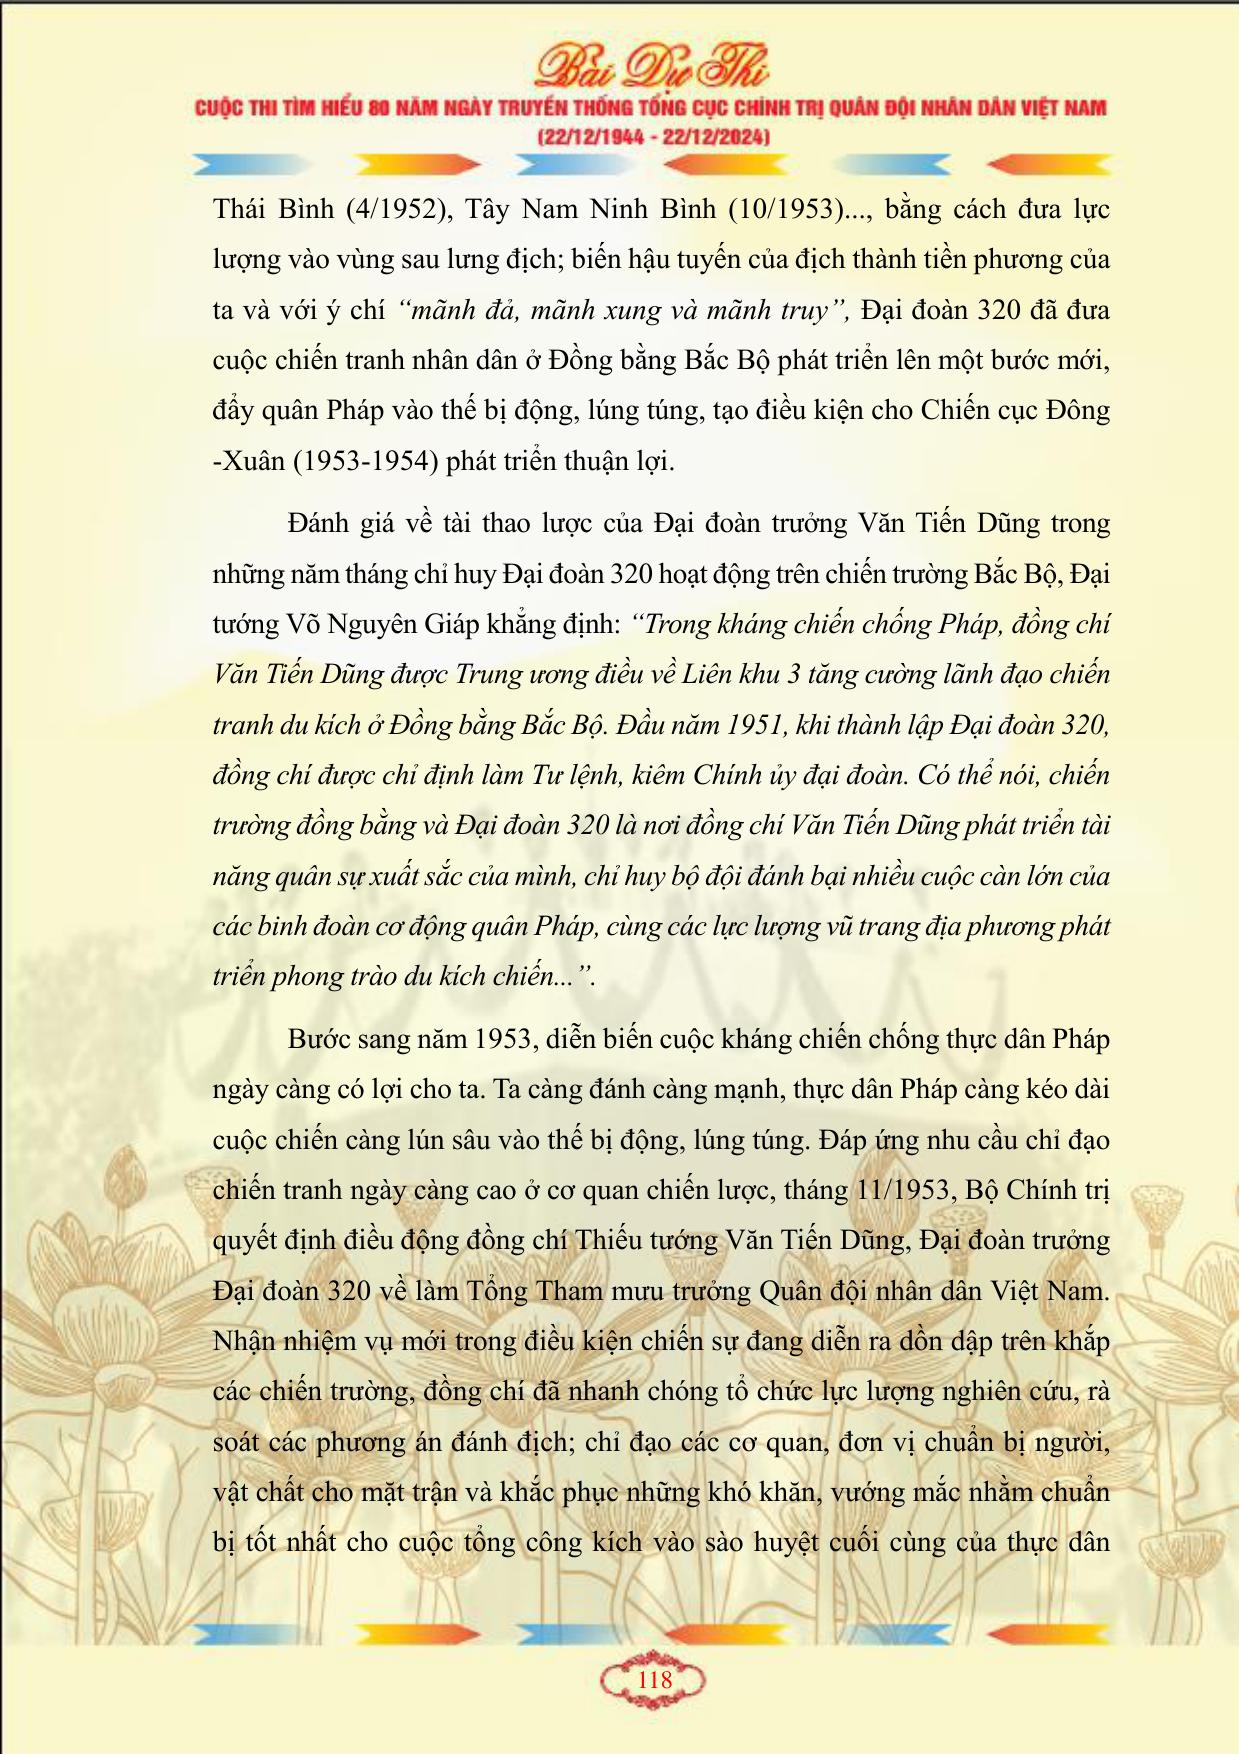 Bài Dự Thi
CUỘC THI TÌM HIỂU 80 NĂM NGÀY TRUYỀN THỐNG TỔNG CỤC CHÍNH TRỊ QUÂN ĐỘI NHÂN DÂN VIỆT NAM
(22/12/1944 - 22/12/2024)
Thái Bình (4/1952), Tây Nam Ninh Bình (10/1953)..., bằng cách đưa lực
lượng vào vùng sau lưng địch; biến hậu tuyến của địch thành tiền phương của
ta và với ý chí “mãnh đả, mãnh xung và mãnh truy”, Đại đoàn 320 đã đưa
cuộc chiến tranh nhân dân ở Đồng bằng Bắc Bộ phát triển lên một bước mới,
đẩy quân Pháp vào thế bị động, lúng túng, tạo điều kiện cho Chiến cục Đông
-Xuân (1953-1954) phát triển thuận lợi.
Đánh giá về tài thao lược của Đại đoàn trưởng Văn Tiến Dũng trong
những năm tháng chỉ huy Đại đoàn 320 hoạt động trên chiến trường Bắc Bộ, Đại
tướng Võ Nguyên Giáp khẳng định: “Trong kháng chiến chống Pháp, đồng chí
Văn Tiến Dũng được Trung ương điều về Liên khu 3 tăng cường lãnh đạo chiến
tranh du kích ở Đồng bằng Bắc Bộ. Đầu năm 1951, khi thành lập Đại đoàn 320,
đồng chí được chỉ định làm Tư lệnh, kiêm Chính ủy đại đoàn. Có thể nói, chiến
trường đồng bằng và Đại đoàn 320 là nơi đồng chí Văn Tiến Dũng phát triển tài
năng quân sự xuất sắc của mình, chỉ huy bộ đội đánh bại nhiều cuộc càn lớn của
các binh đoàn cơ động quân Pháp, cùng các lực lượng vũ trang địa phương phát
triển phong trào du kích chiến...”.
Bước sang năm 1953, diễn biến cuộc kháng chiến chống thực dân Pháp
ngày càng có lợi cho ta. Ta càng đánh càng mạnh, thực dân Pháp càng kéo dài
cuộc chiến càng lún sâu vào thế bị động, lúng túng. Đáp ứng nhu cầu chỉ đạo
chiến tranh ngày càng cao ở cơ quan chiến lược, tháng 11/1953, Bộ Chính trị
quyết định điều động đồng chí Thiếu tướng Văn Tiến Dũng, Đại đoàn trưởng
Đại đoàn 320 về làm Tổng Tham mưu trưởng Quân đội nhân dân Việt Nam.
Nhận nhiệm vụ mới trong điều kiện chiến sự đang diễn ra dồn dập trên khắp
các chiến trường, đồng chí đã nhanh chóng tổ chức lực lượng nghiên cứu, rà
soát các phương án đánh địch; chỉ đạo các cơ quan, đơn vị chuẩn bị người,
vật chất cho mặt trận và khắc phục những khó khăn, vướng mắc nhằm chuẩn
bị tốt nhất cho cuộc tổng công kích vào sào huyệt cuối cùng của thực dân
118